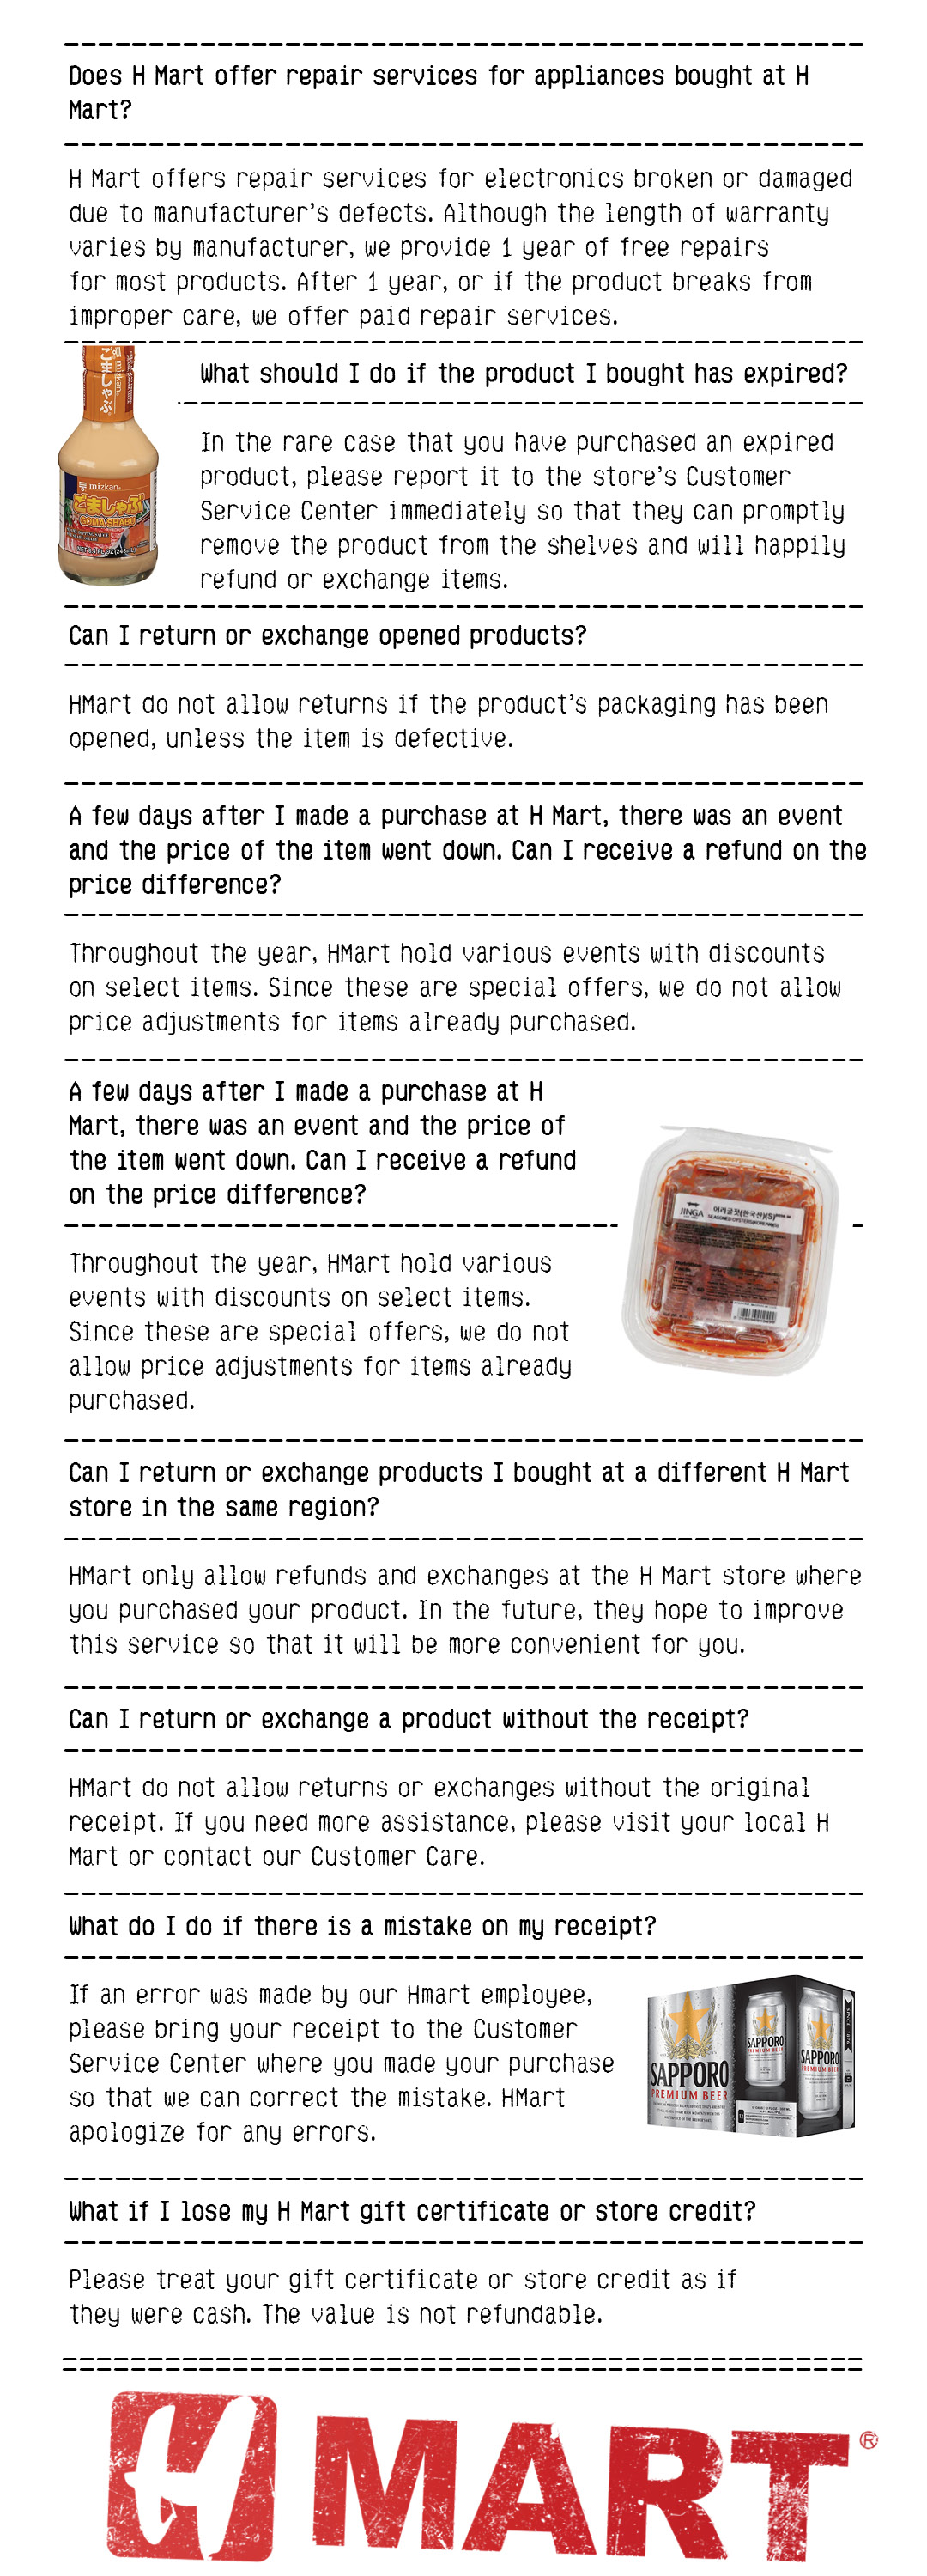 Does H Mart offer repair services for appliances bought at H
Mart?
H Mart offers repair services for electronics broken or damaged
due to manufacturer's defects. Although the length of warranty
varies by manufacturer, we provide 1 year of free repairs
for most products. After 1 year, or if the product breaks from
improper care, we offer paid repair services.
ごましゃぶ
mizkan
mizkan
ごましゃぶ
GOMA SHABU
What should I do if the product I bought has expired?
In the rare case that you have purchased an expired
product, please report it to the store's Customer
Service Center immediately so that they can promptly
remove the product from the shelves and will happily
refund or exchange items.
Can I return or exchange opened products?
HMart do not allow returns if the product's packaging has been
opened, unless the item is defective.
A few days after I made a purchase at H Mart, there was an event
and the price of the item went down. Can I receive a refund on the
price difference?
Throughout the year, HMart hold various events with discounts
on select items. Since these are special offers, we do not allow
price adjustments for items already purchased.
A few days after I made a purchase at H
Mart, there was an event and the price of
the item went down. Can I receive a refund
on the price difference?
JINGA
어리굴젓(한국산)(S)
Throughout the year, HMart hold various
events with discounts on select items.
Since these are special offers, we do not
allow price adjustments for items already
purchased.
Can I return or exchange products I bought at a different H Mart
store in the same region?
HMart only allow refunds and exchanges at the H Mart store where
you purchased your product. In the future, they hope to improve
this service so that it will be more convenient for you.
Can I return or exchange a product without the receipt?
HMart do not allow returns or exchanges without the original
receipt. If you need more assistance, please visit your local H
Mart or contact our Customer Care.
What do I do if there is a mistake on my receipt?
If an error was made by our Hmart employee,
please bring your receipt to the Customer
Service Center where you made your purchase
so that we can correct the mistake. HMart
apologize for any errors.
SAPPORO
PREMIUM BEER
SAPPORO
PREMIUM BEER
SAPPORO
PREMIUM BEER
What if I lose my H Mart gift certificate or store credit?
Please treat your gift certificate or store credit as if
they were cash. The value is not refundable.
H MART®